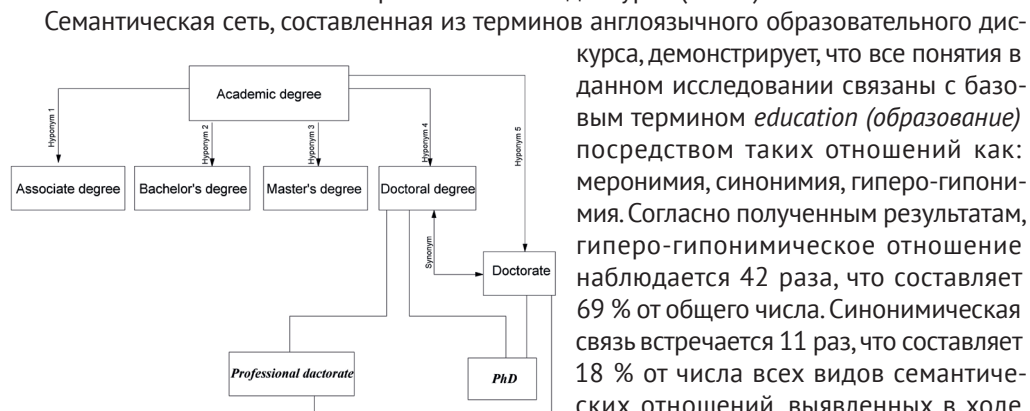 Семантическая сеть, составленная из терминов англоязычного образовательного дис-
курса, демонстрирует, что все понятия в
данном исследовании связаны с базо-
вым термином education (образование)
посредством таких отношений как:
меронимия, синонимия, гиперо-гипони-
мия. Согласно полученным результатам,
гиперо-гипонимическое отношение
наблюдается 42 раза, что составляет
69 % от общего числа. Синонимическая
связь встречается 11 раз, что составляет
18 % от числа всех видов семантиче-
ских отношений, выявленных в ходе
Academic degree
Hyponym 1
Hyponym 2
Hyponym 3
Hyponym 4
Hyponym 5
Associate degree
Bachelor's degree
Master's degree
Doctoral degree
Synonym
Doctorate
Professional dactorate
PhD